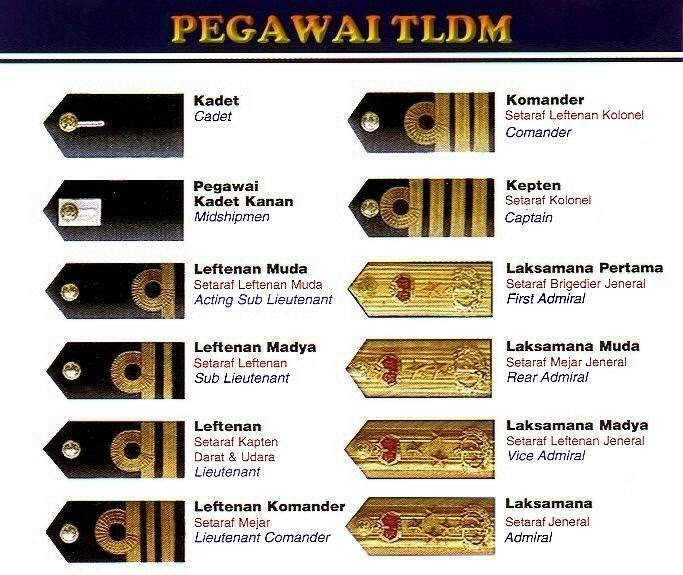 PEGAWAI TLDM
Kadet
Cadet
Pegawai
Kadet Kanan
Midshipmen
Leftenan Muda
Setaraf Leftenan Muda
Acting Sub Lieutenant
Leftenan Madya
Setaraf Leftenan
Sub Lieutenant
Leftenan
Setaraf Kapten
Darat & Udara
Lieutenant
Leftenan Komander
Setaraf Mejar
Lieutenant Comander
Komander
Setaraf Leftenan Kolonel
Comander
Kepten
Setaraf Kolonel
Captain
Laksamana Pertama
Setaraf Brigedier Jeneral
First Admiral
Laksamana Muda
Setaraf Mejar Jeneral
Rear Admiral
Laksamana Madya
Setaraf Leftenan Jeneral
Vice Admiral
Laksamana
Setaraf Jeneral
Admiral